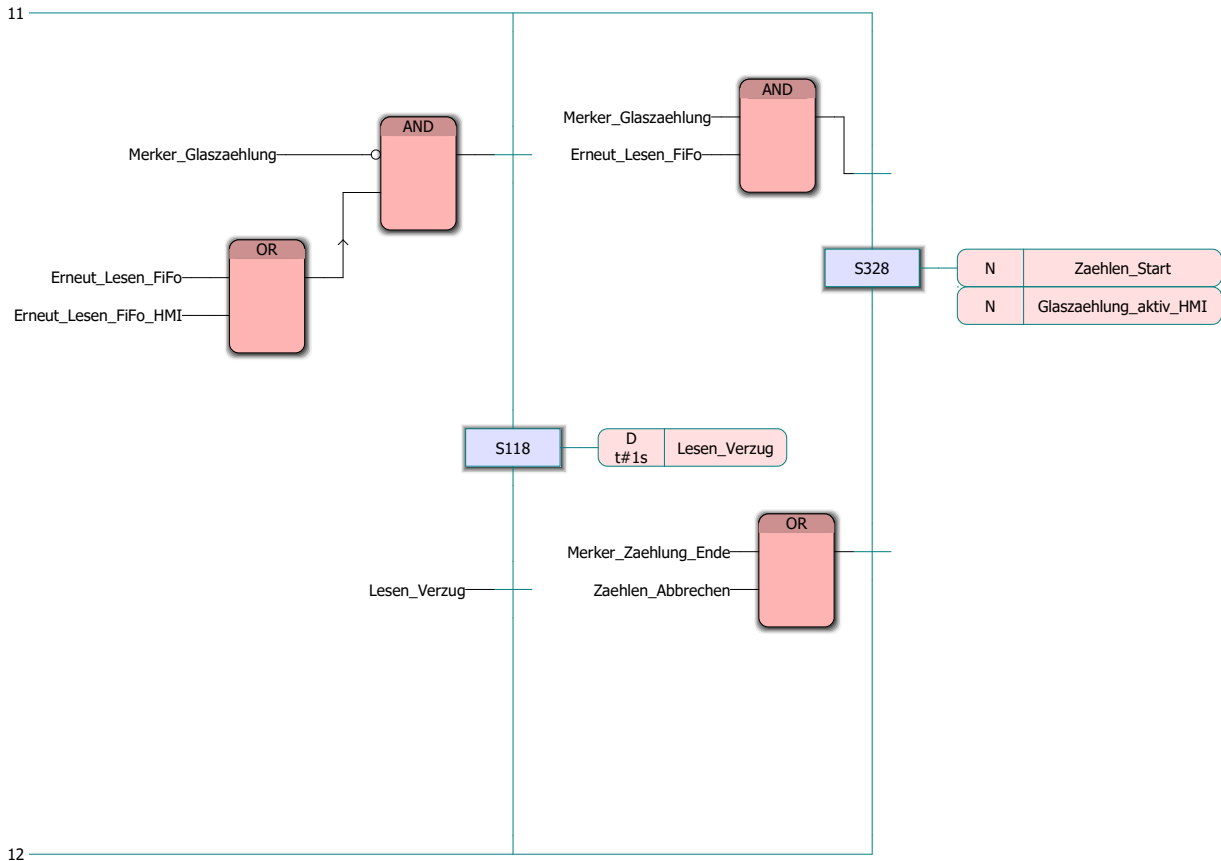 11
AND
Merker_Glaszaehlung
Erneut_Lesen_FiFo
AND
Merker_Glaszaehlung
OR
Erneut_Lesen_FiFo
Erneut_Lesen_FiFo_HMI
S328
N Zaehlen_Start
N Glaszaehlung_aktiv_HMI
S118
D
t#1s
Lesen_Verzug
OR
Merker_Zaehlung_Ende
Zaehlen_Abbrechen
Lesen_Verzug
12